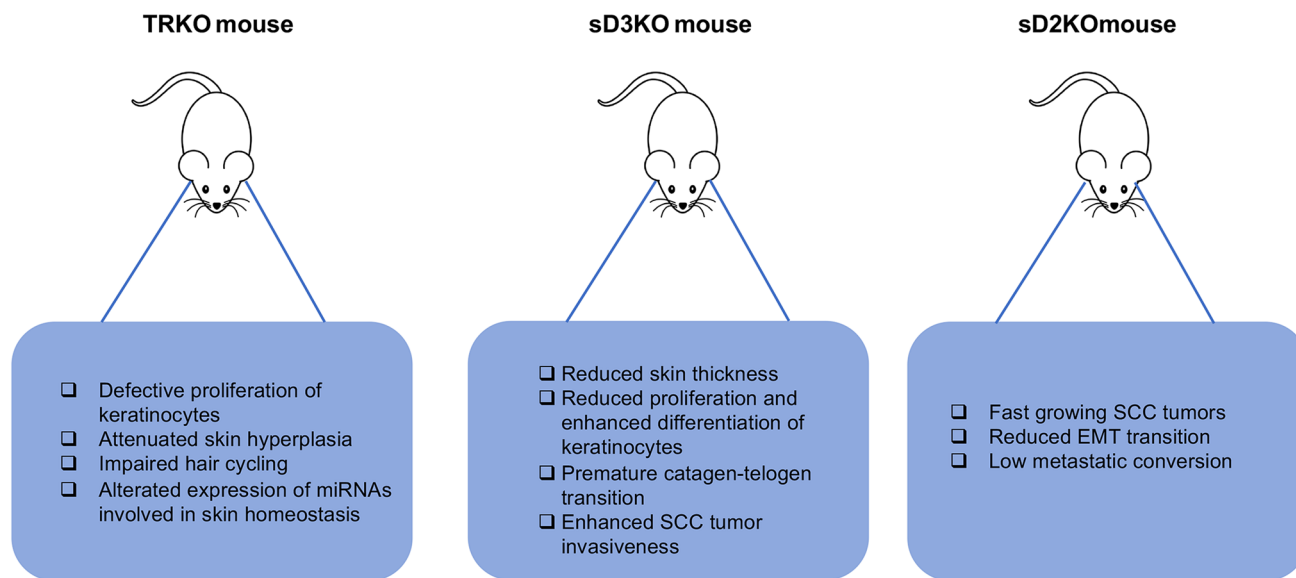 TRKO mouse
sD3KO mouse
sD2KOmouse
Defective proliferation of
keratinocytes
Attenuated skin hyperplasia
Impaired hair cycling
Alterated expression of miRNAs
involved in skin homeostasis
Reduced skin thickness
Reduced proliferation and
enhanced differentiation of
keratinocytes
Premature catagen-telogen
transition
Enhanced SCC tumor
invasiveness
Fast growing SCC tumors
Reduced EMT transition
Low metastatic conversion